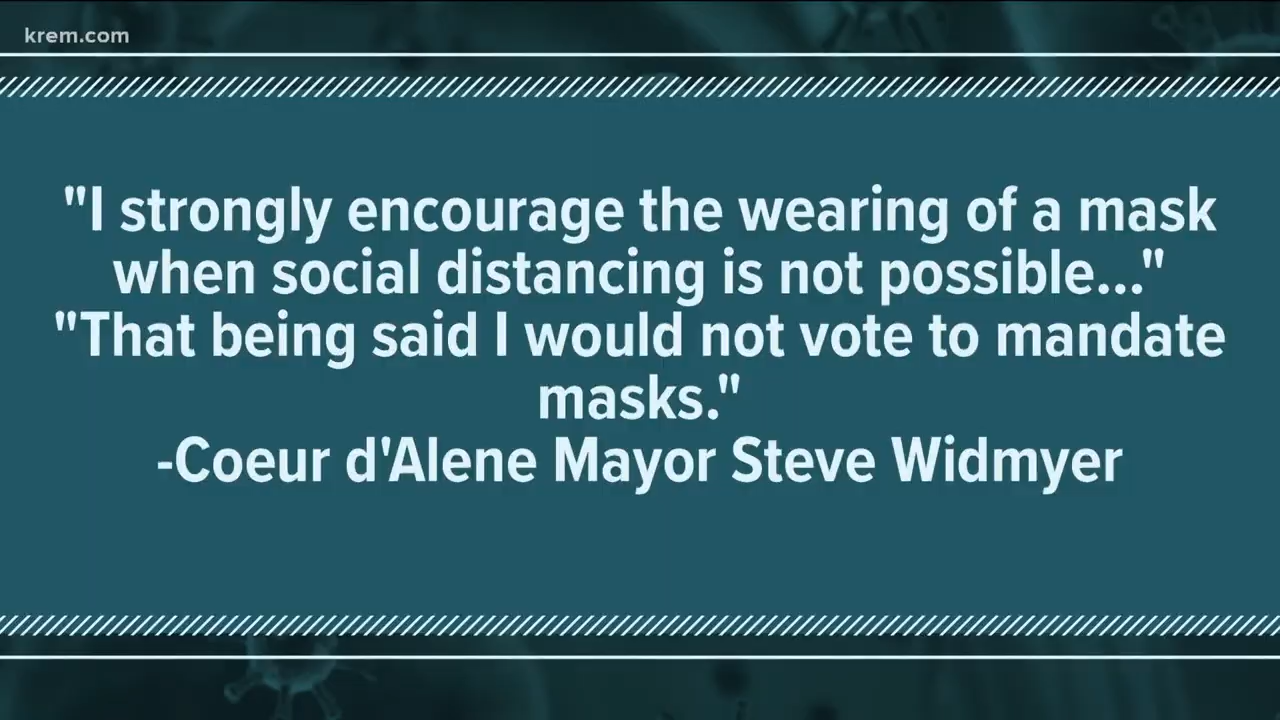 krem.com
"I strongly encourage the wearing of a mask
when social distancing is not possible..."
"That being said I would not vote to mandate
masks."
-Coeur d'Alene Mayor Steve Widmyer